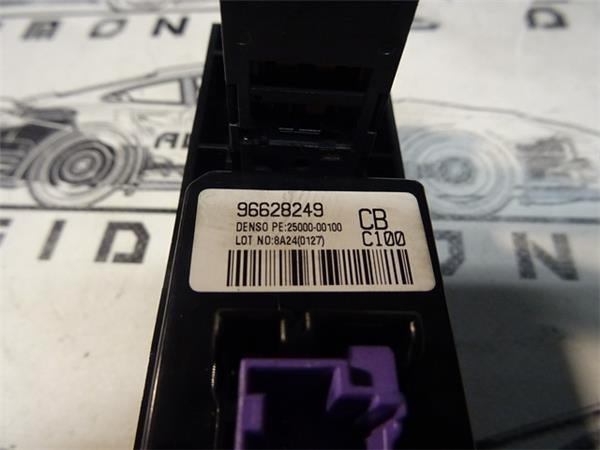 96628249
CB
DENSO PE:25000-00100
C100
LOT NO:8A24(0127)